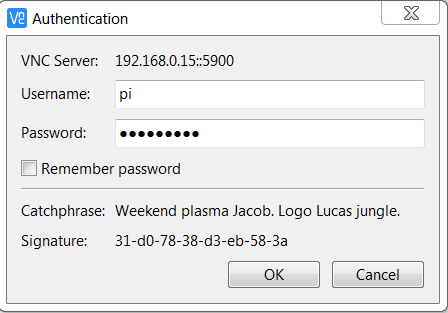 Authentication
VNC Server: 192.168.0.15::5900
Username: pi
Password: ●●●●●●●●●
Remember password
Catchphrase: Weekend plasma Jacob. Logo Lucas jungle.
Signature: 31-d0-78-38-d3-eb-58-3a
OK Cancel